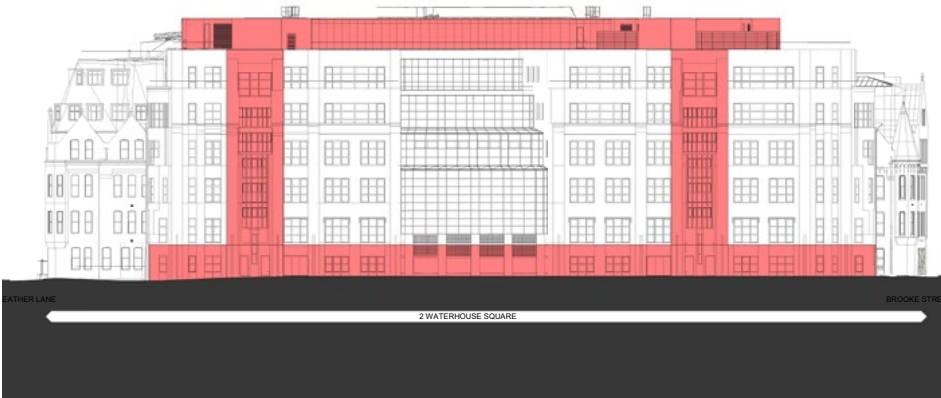 EATHER LANE
BROOKE STRE
2 WATERHOUSE SQUARE